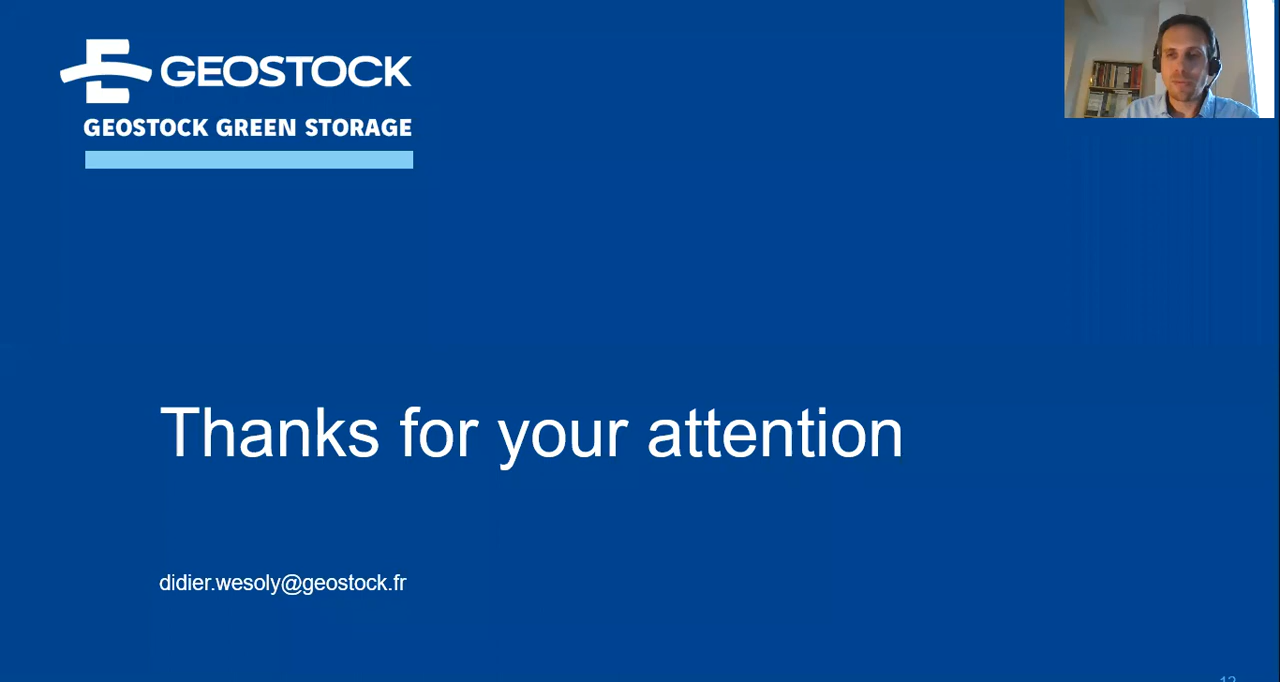 GEOSTOCK
GEOSTOCK GREEN STORAGE
Thanks for your attention
didier.wesoly@geostock.fr